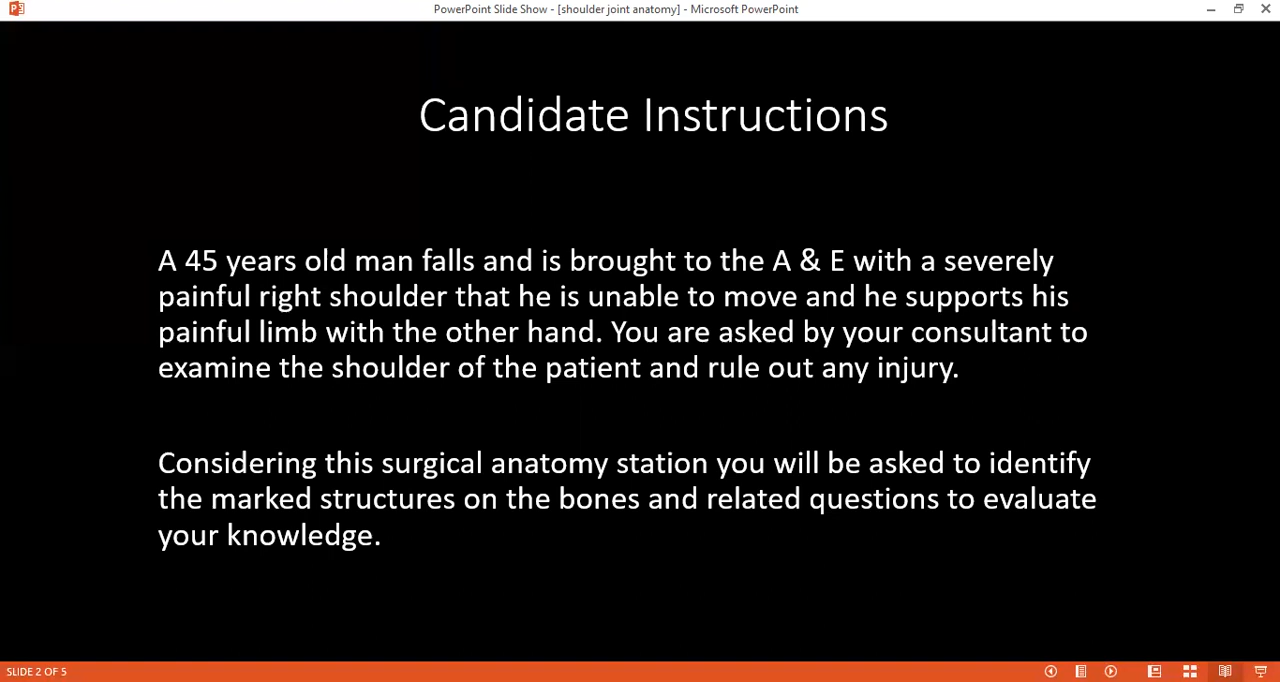 PowerPoint Slide Show - [shoulder joint anatomy] - Microsoft PowerPoint
Candidate Instructions
A 45 years old man falls and is brought to the A & E with a severely
painful right shoulder that he is unable to move and he supports his
painful limb with the other hand. You are asked by your consultant to
examine the shoulder of the patient and rule out any injury.
Considering this surgical anatomy station you will be asked to identify
the marked structures on the bones and related questions to evaluate
your knowledge.
SLIDE 2 OF 5